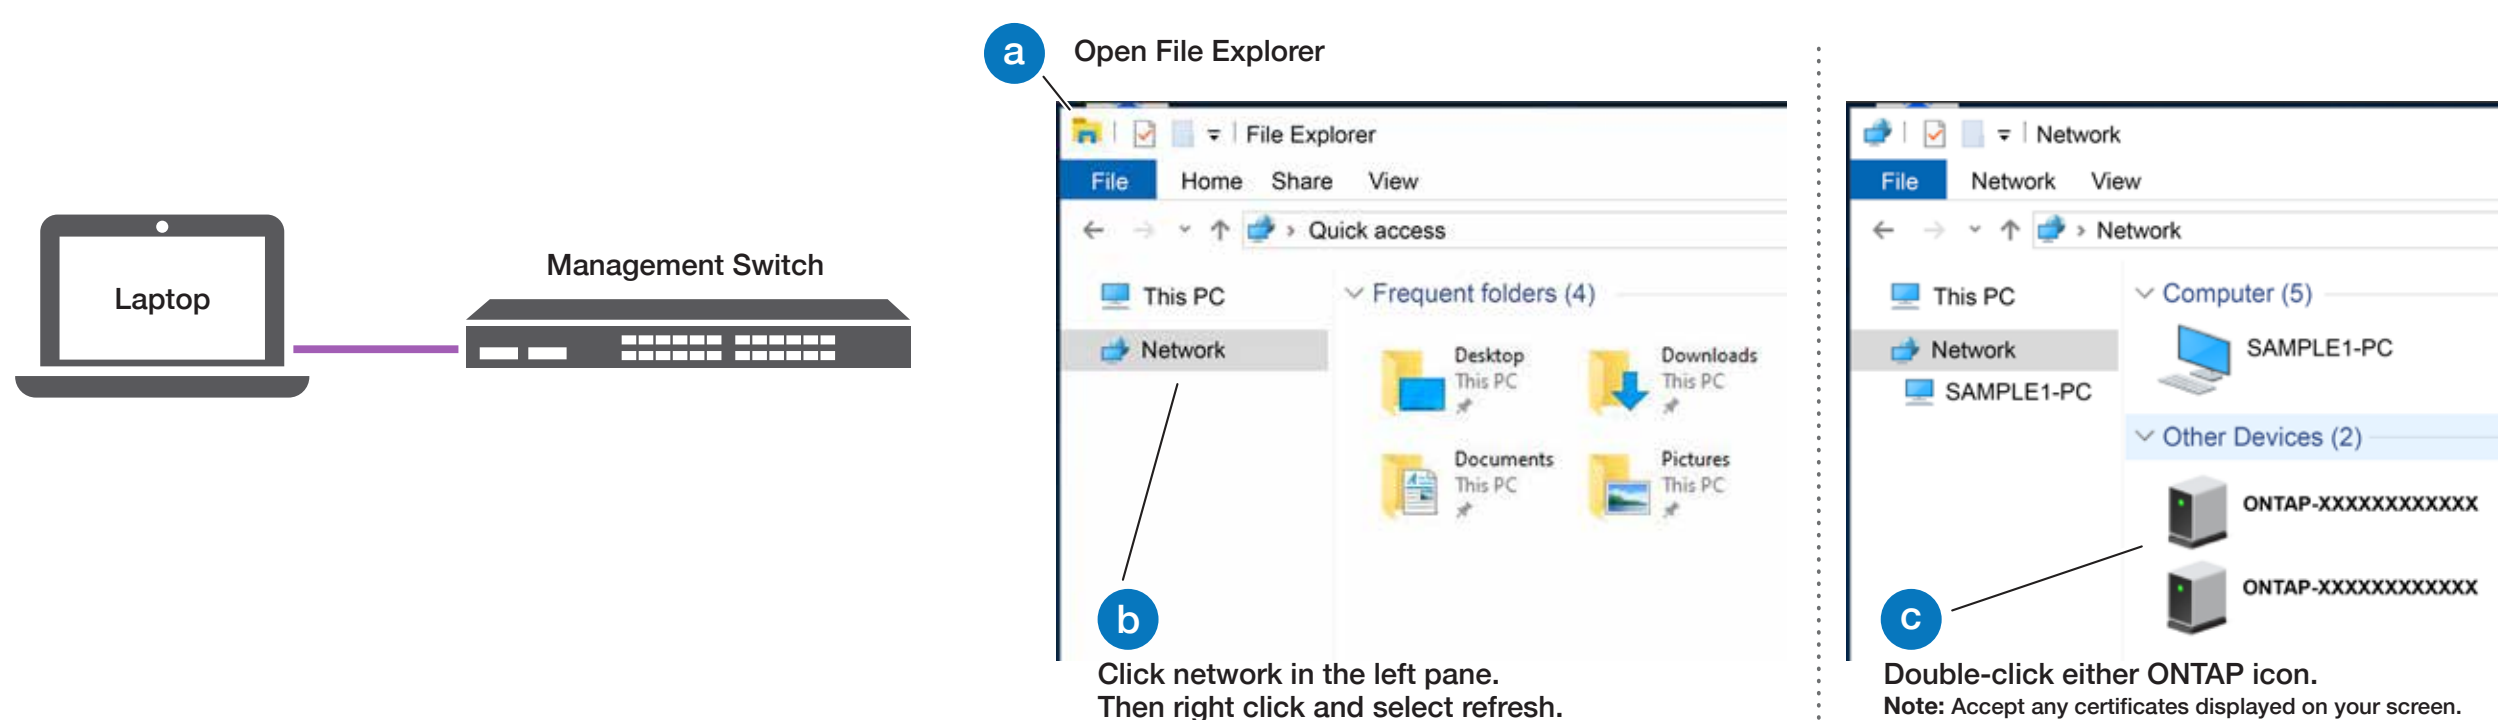 Laptop
Management Switch
a
Open File Explorer
File Explorer
File Home Share View
Quick access
This PC
Network
Frequent folders (4)
Desktop
This PC
Downloads
This PC
Documents
This PC
Pictures
This PC
b
Click network in the left pane.
Then right click and select refresh.
Network
File Network View
Network
This PC
Network
SAMPLE1-PC
Computer (5)
SAMPLE1-PC
Other Devices (2)
ONTAP-XXXXXXXXXXXX
ONTAP-XXXXXXXXXXXX
c
Double-click either ONTAP icon.
Note: Accept any certificates displayed on your screen.